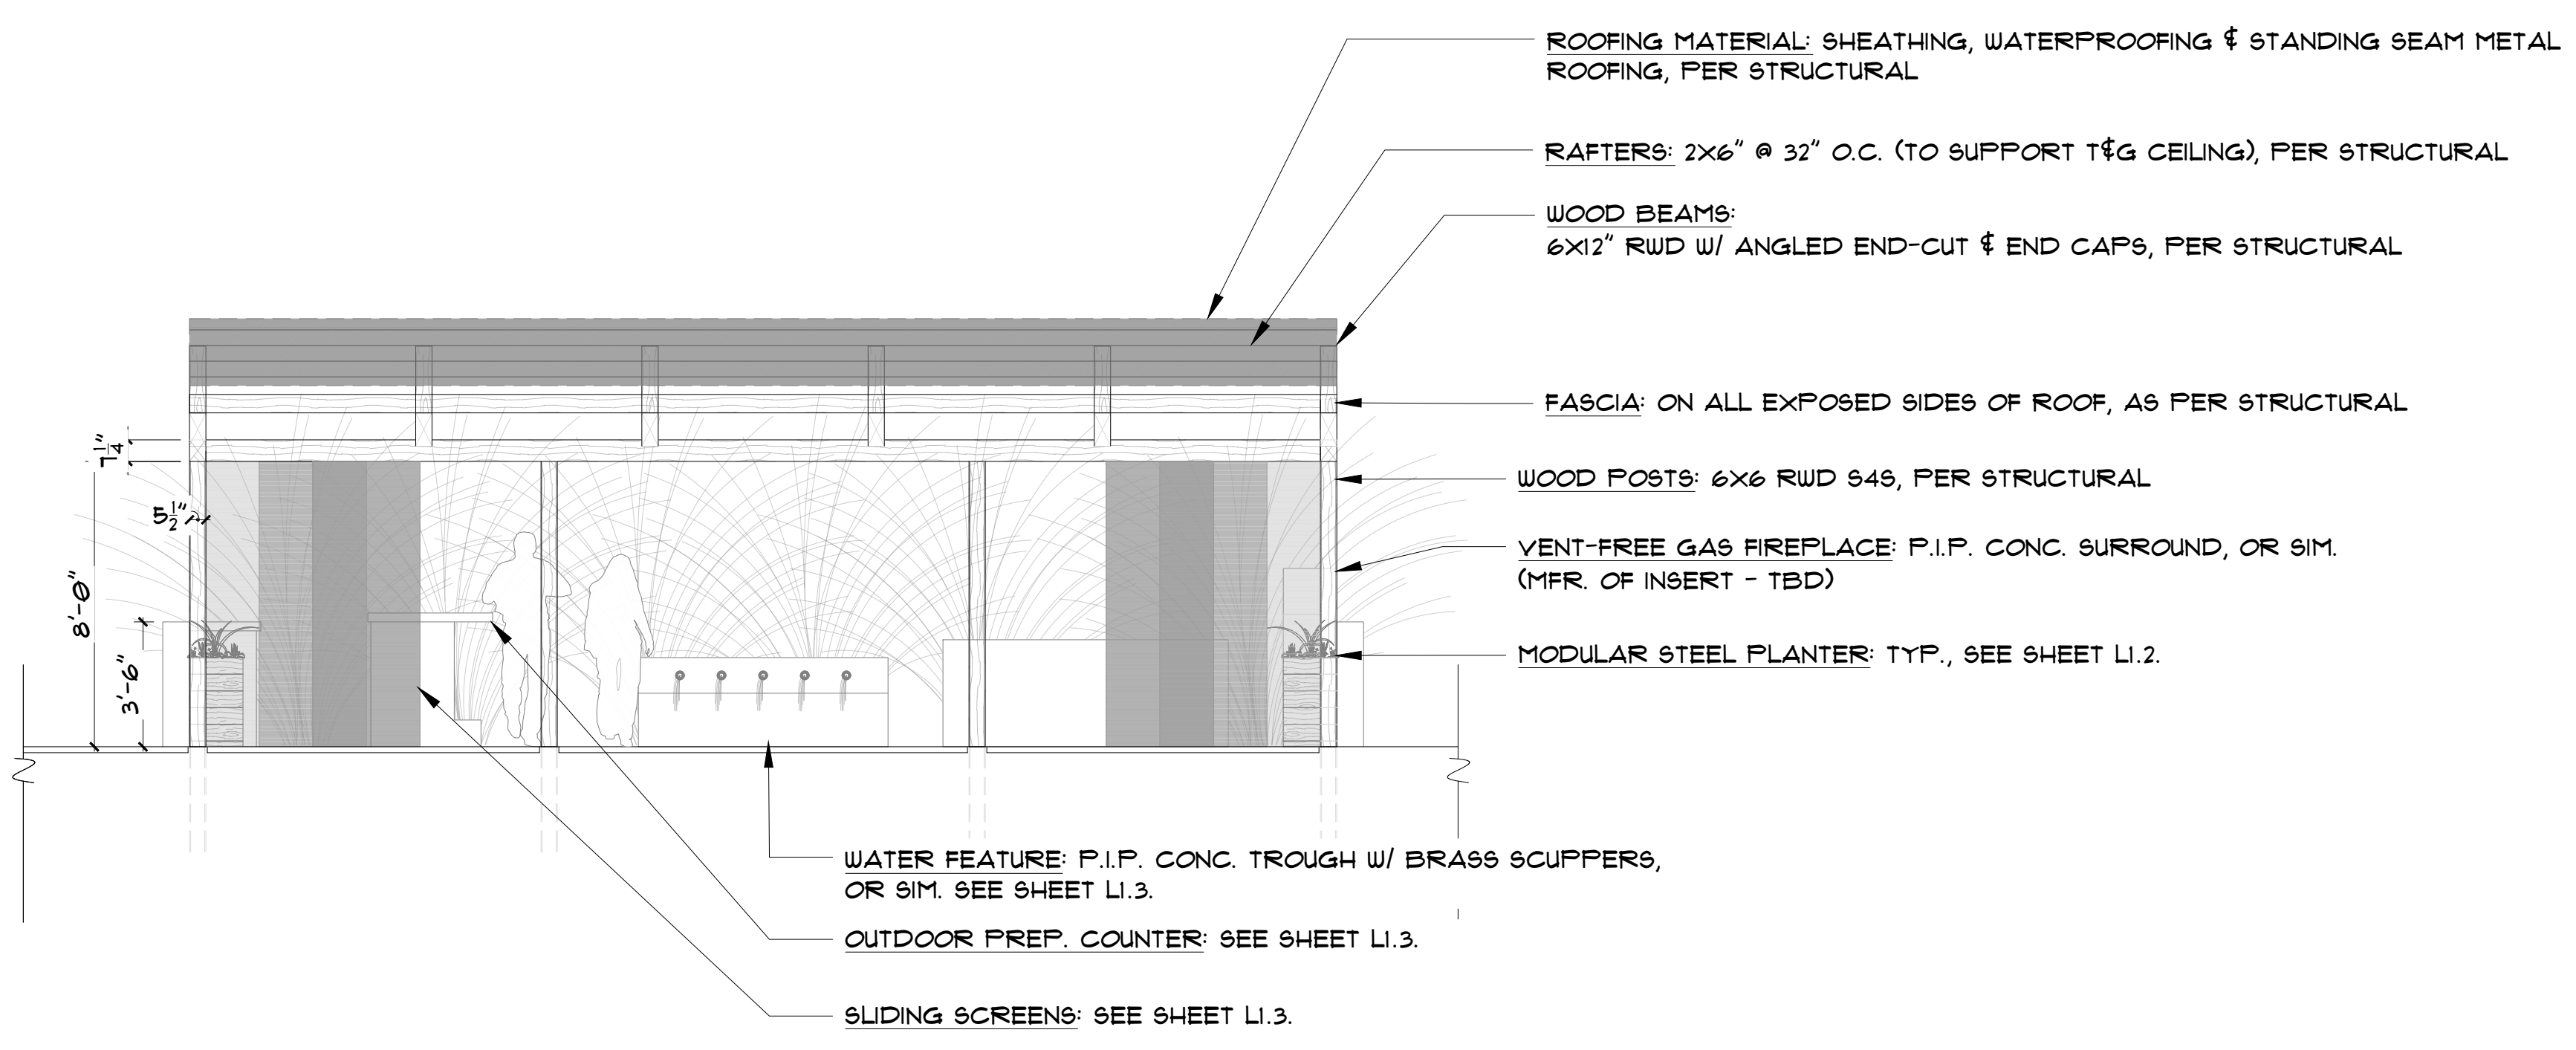 ROOFING MATERIAL: SHEATHING, WATERPROOFING & STANDING SEAM METAL
ROOFING, PER STRUCTURAL
RAFTERS: 2X6" @ 32" O.C. (TO SUPPORT T&G CEILING), PER STRUCTURAL
WOOD BEAMS:
6X12" RWD W/ ANGLED END-CUT & END CAPS, PER STRUCTURAL
FASCIA: ON ALL EXPOSED SIDES OF ROOF, AS PER STRUCTURAL
7 1/4"
WOOD POSTS: 6X6 RWD S4S, PER STRUCTURAL
5 1/2"
VENT-FREE GAS FIREPLACE: P.I.P. CONC. SURROUND, OR SIM.
(MFR. OF INSERT - TBD)
8'-0"
3'-6"
MODULAR STEEL PLANTER: TYP., SEE SHEET L1.2.
WATER FEATURE: P.I.P. CONC. TROUGH W/ BRASS SCUPPERS,
OR SIM. SEE SHEET L1.3.
OUTDOOR PREP. COUNTER: SEE SHEET L1.3.
SLIDING SCREENS: SEE SHEET L1.3.